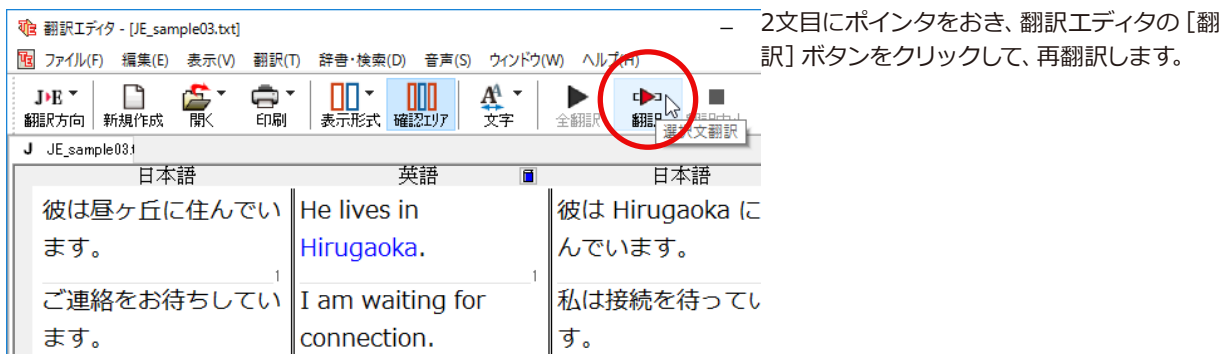 翻訳エディタ - [JE_sample03.txt]
2文目にポインタをおき、翻訳エディタの［翻
訳］ボタンをクリックして、再翻訳します。
ファイル(F) 編集(E) 表示(V) 翻訳(T) 辞書・検索(D) 音声(S) ウィンドウ(W) ヘルプ(H)
J▸E
翻訳方向 新規作成 開く 印刷 表示形式 確認エリア 文字 全翻訳 翻訳
選択文翻訳
J JE_sample03.t
日本語 英語 日本語
彼は昼ヶ丘に住んでい He lives in 彼は Hirugaoka に
ます。 Hirugaoka. んでいます。
1 1
ご連絡をお待ちしてい I am waiting for 私は接続を待ってい
ます。 connection. す。